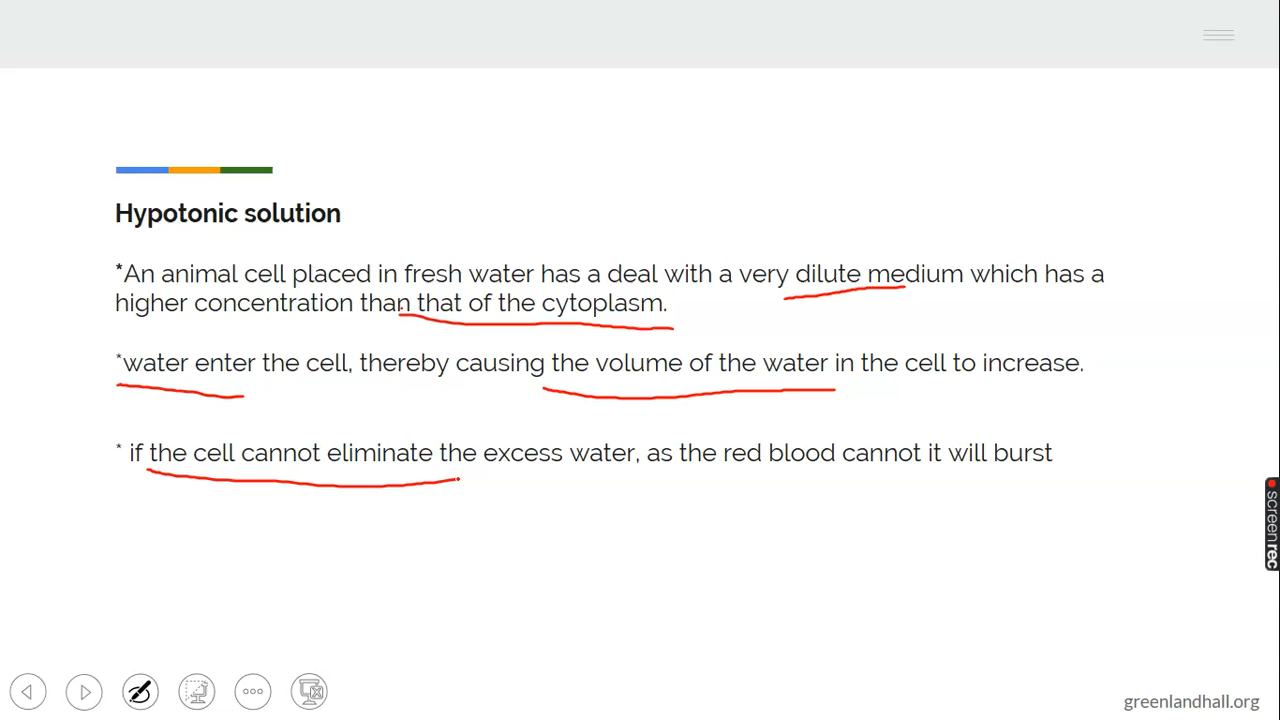 Hypotonic solution
*An animal cell placed in fresh water has a deal with a very dilute medium which has a
higher concentration than that of the cytoplasm.
*water enter the cell, thereby causing the volume of the water in the cell to increase.
* if the cell cannot eliminate the excess water, as the red blood cannot it will burst
screenrec
greenlandhall.org